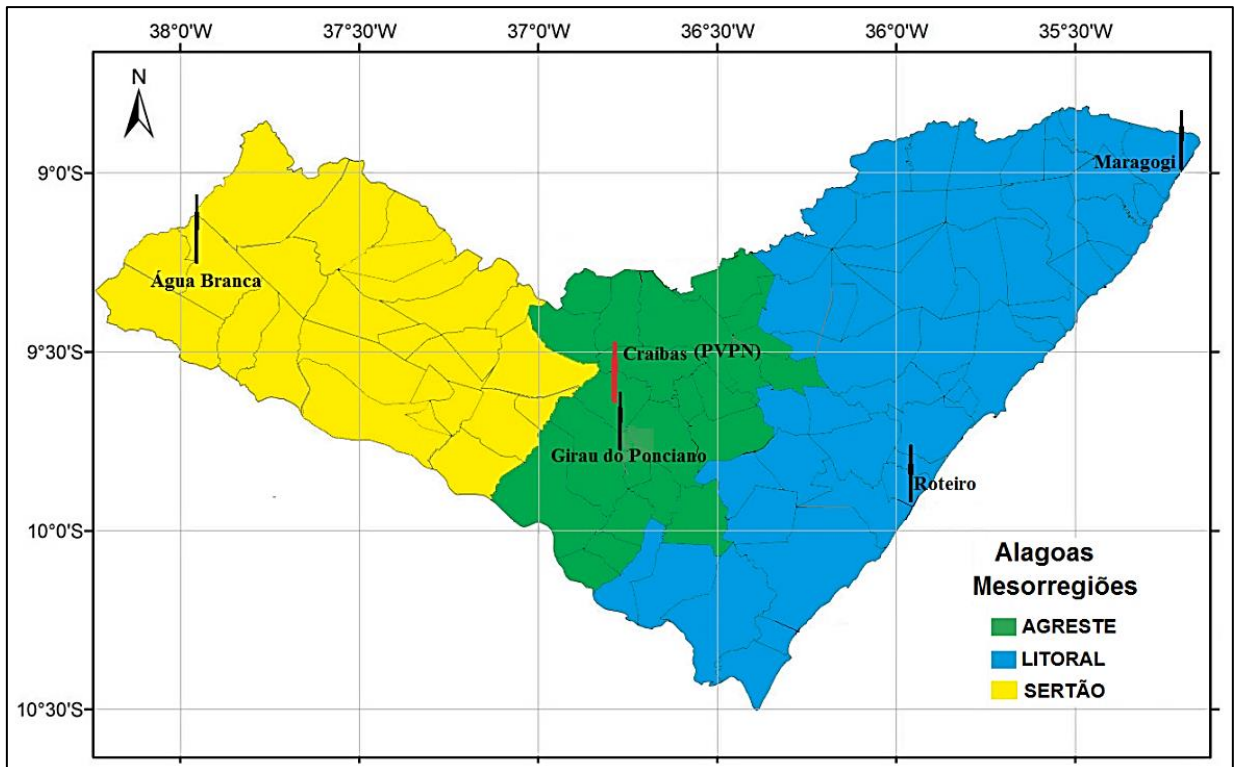 38°0'W 37°30'W 37°0'W 36°30'W 36°0'W 35°30'W
N
Maragogi
9°0'S
Água Branca
9°30'S
Craibas (PVPN)
Girau do Ponciano
Roteiro
10°0'S
Alagoas
Mesorregiões
AGRESTE
LITORAL
SERTÃO
10°30'S